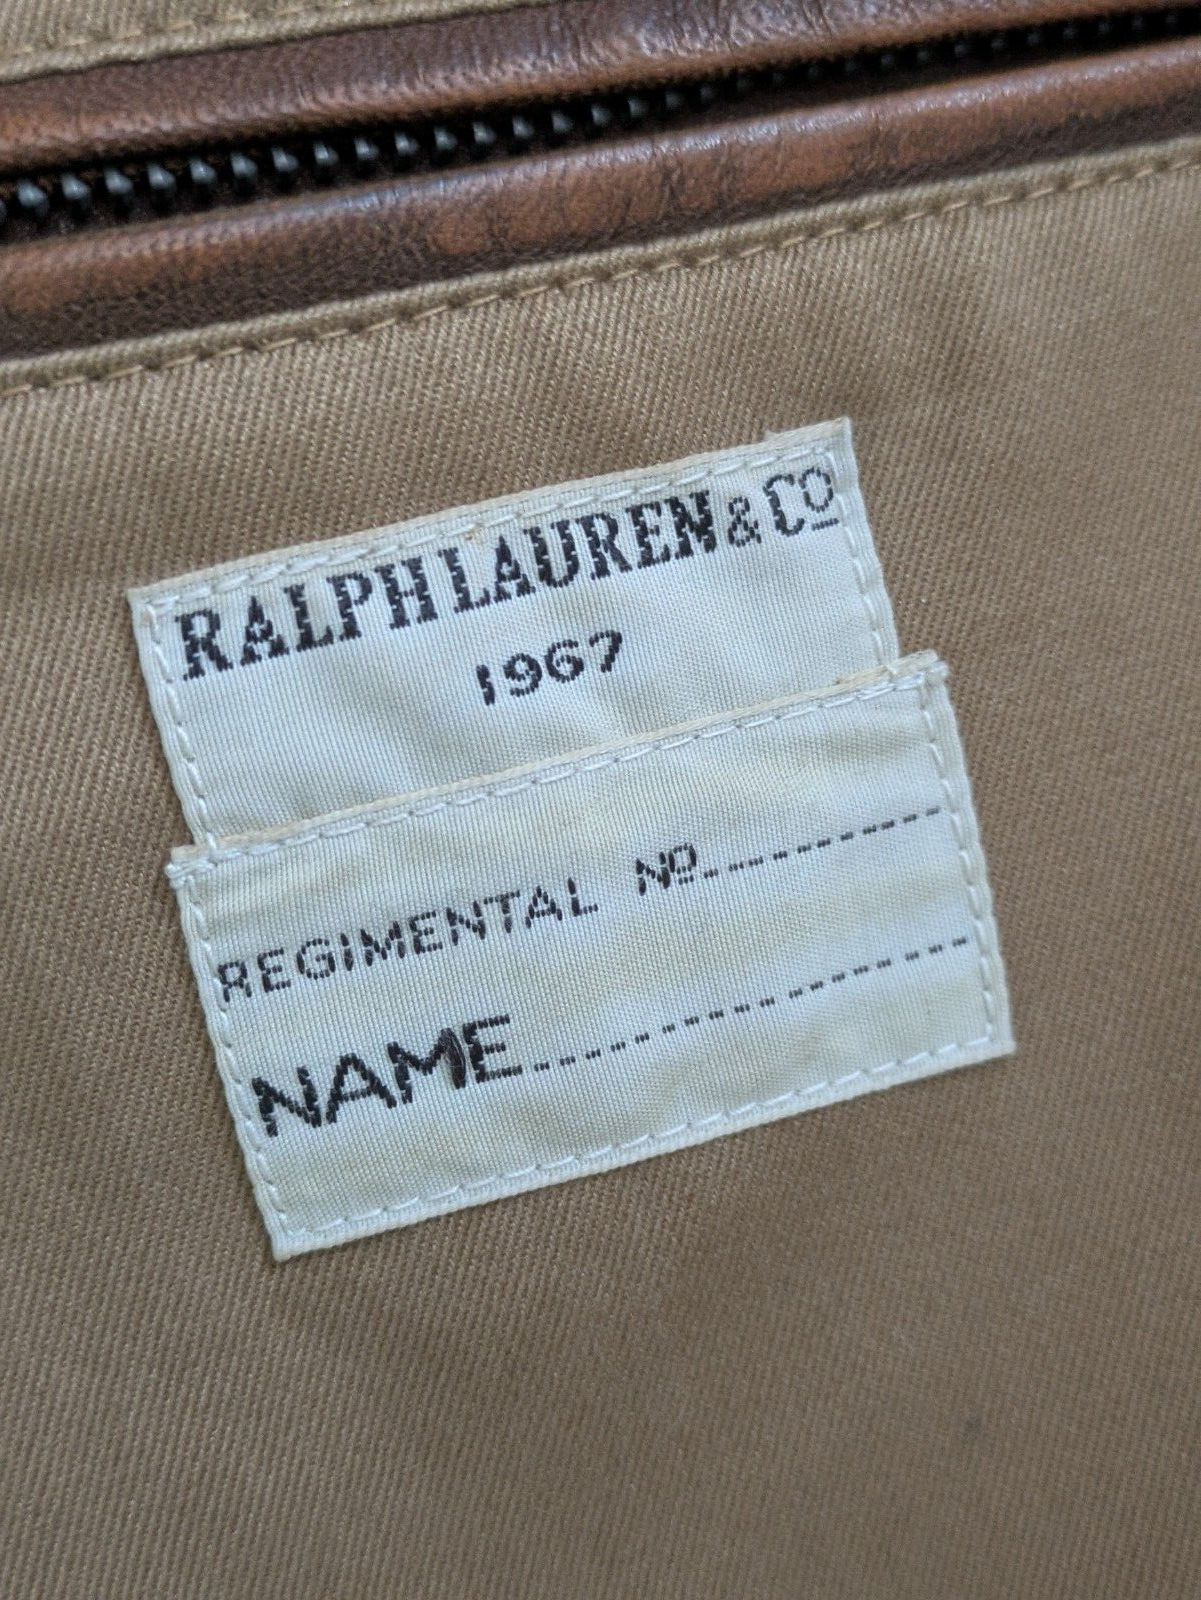 RALPH LAUREN & Cº
1967
REGIMENTAL Nº.
NAME